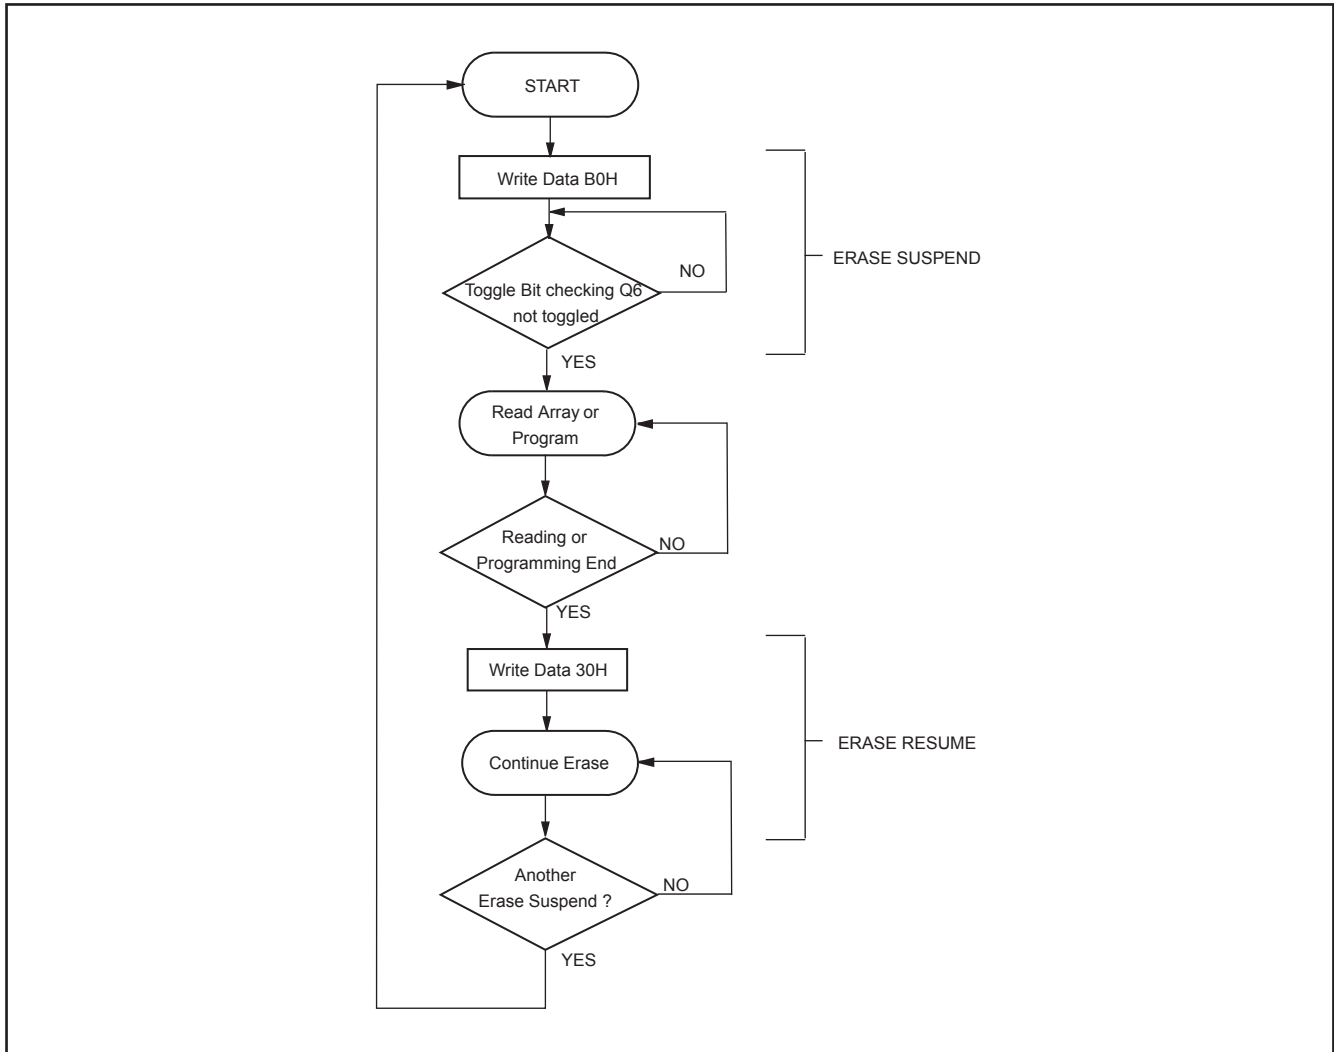 START
Write Data B0H
ERASE SUSPEND
NO
Toggle Bit checking Q6
not toggled
YES
Read Array or
Program
Reading or
Programming End
NO
YES
Write Data 30H
ERASE RESUME
Continue Erase
Another
Erase Suspend ?
NO
YES